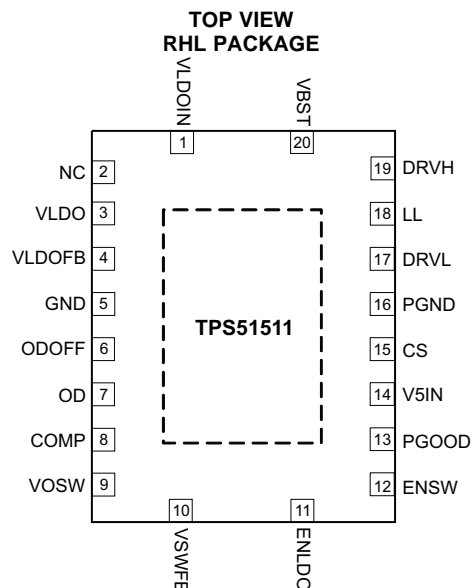 TOP VIEW
RHL PACKAGE
VLDOIN
VBST
1
20
NC 2
19 DRVH
VLDO 3
18 LL
VLDOFB 4
17 DRVL
GND 5
16 PGND
TPS51511
ODOFF 6
15 CS
OD 7
14 V5IN
COMP 8
13 PGOOD
VOSW 9
12 ENSW
10
11
ENLDO